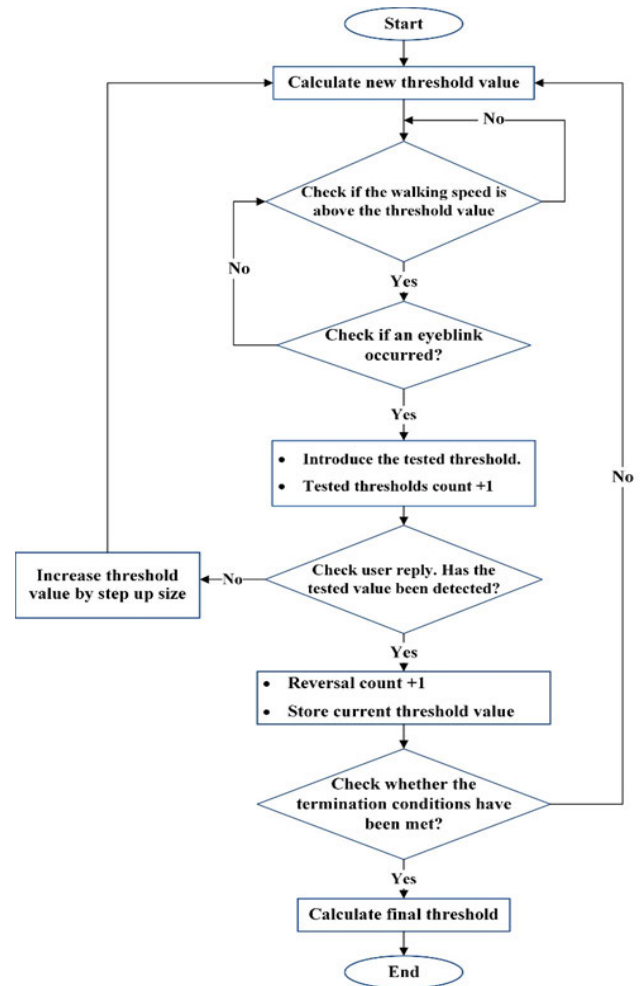 Start
Calculate new threshold value
No
Check if the walking speed is
above the threshold value
No
Yes
Check if an eyeblink
occurred?
Yes
• Introduce the tested threshold.
• Tested thresholds count +1
No
Check user reply. Has the
tested value been detected?
No
Increase threshold
value by step up size
Yes
• Reversal count +1
• Store current threshold value
Check whether the
termination conditions have
been met?
Yes
Calculate final threshold
End